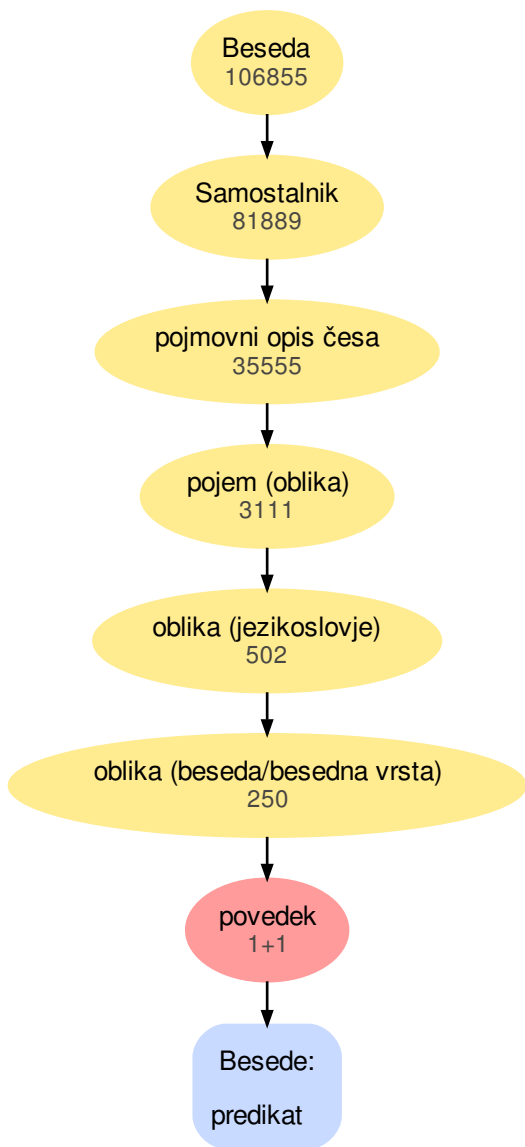 Beseda
106855
Samostalnik
81889
pojmovni opis česa
35555
pojem (oblika)
3111
oblika (jezikoslovje)
502
oblika (beseda/besedna vrsta)
250
povedek
1+1
Besede:
predikat